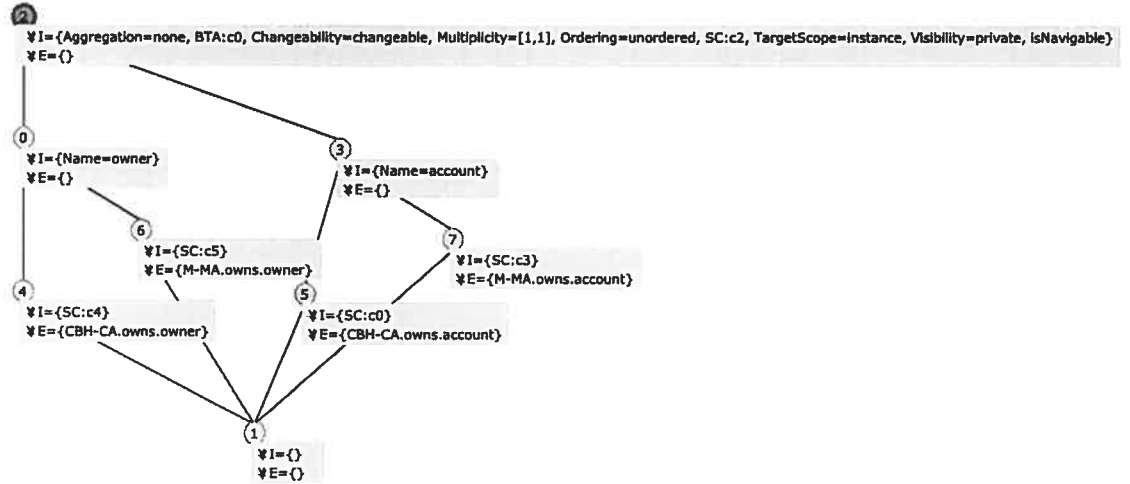 2
¥I={Aggregation=none, BTA:c0, Changeability=changeable, Multiplicity=[1,1], Ordering=unordered, SC:c2, TargetScope=instance, Visibility=private, isNavigable}
¥E={}
0
¥I={Name=owner}
¥E={}
3
¥I={Name=account}
¥E={}
6
¥I={SC:c5}
¥E={M-MA.owns.owner}
7
¥I={SC:c3}
¥E={M-MA.owns.account}
4
¥I={SC:c4}
¥E={CBH-CA.owns.owner}
5
¥I={SC:c0}
¥E={CBH-CA.owns.account}
1
¥I={}
¥E={}